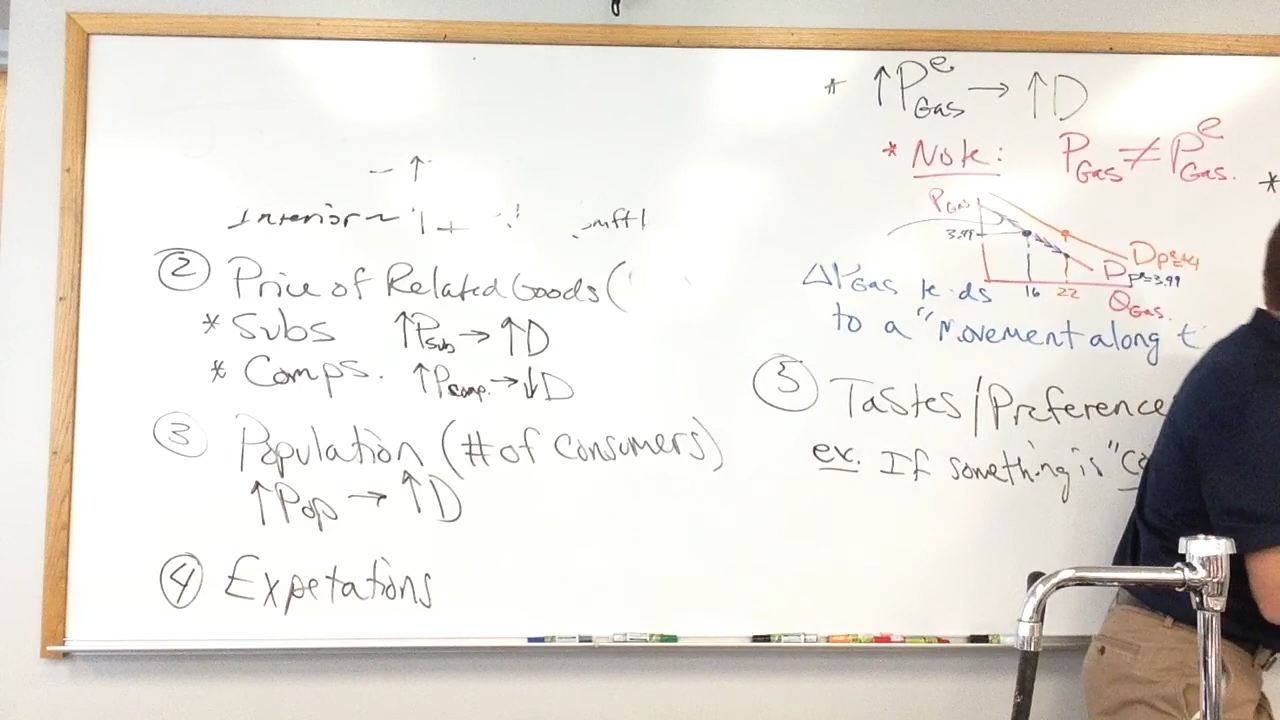 – ↑
② Price of Related Goods (
* Subs ↑P_sub → ↑D
* Comps. ↑P_comp. → ↓D
③ Population (# of consumers)
↑Pop → ↑D
④ Expetations
* ↑P^e_Gas → ↑D
* Note: P_Gas ≠ P^e_Gas.
*
P_Gas
3.99
D_P^e=4
D_P^e=3.99
16 22 Q_Gas.
ΔP_Gas
to a "Movement along
⑤ Tastes/Preference
ex. If something is "Co